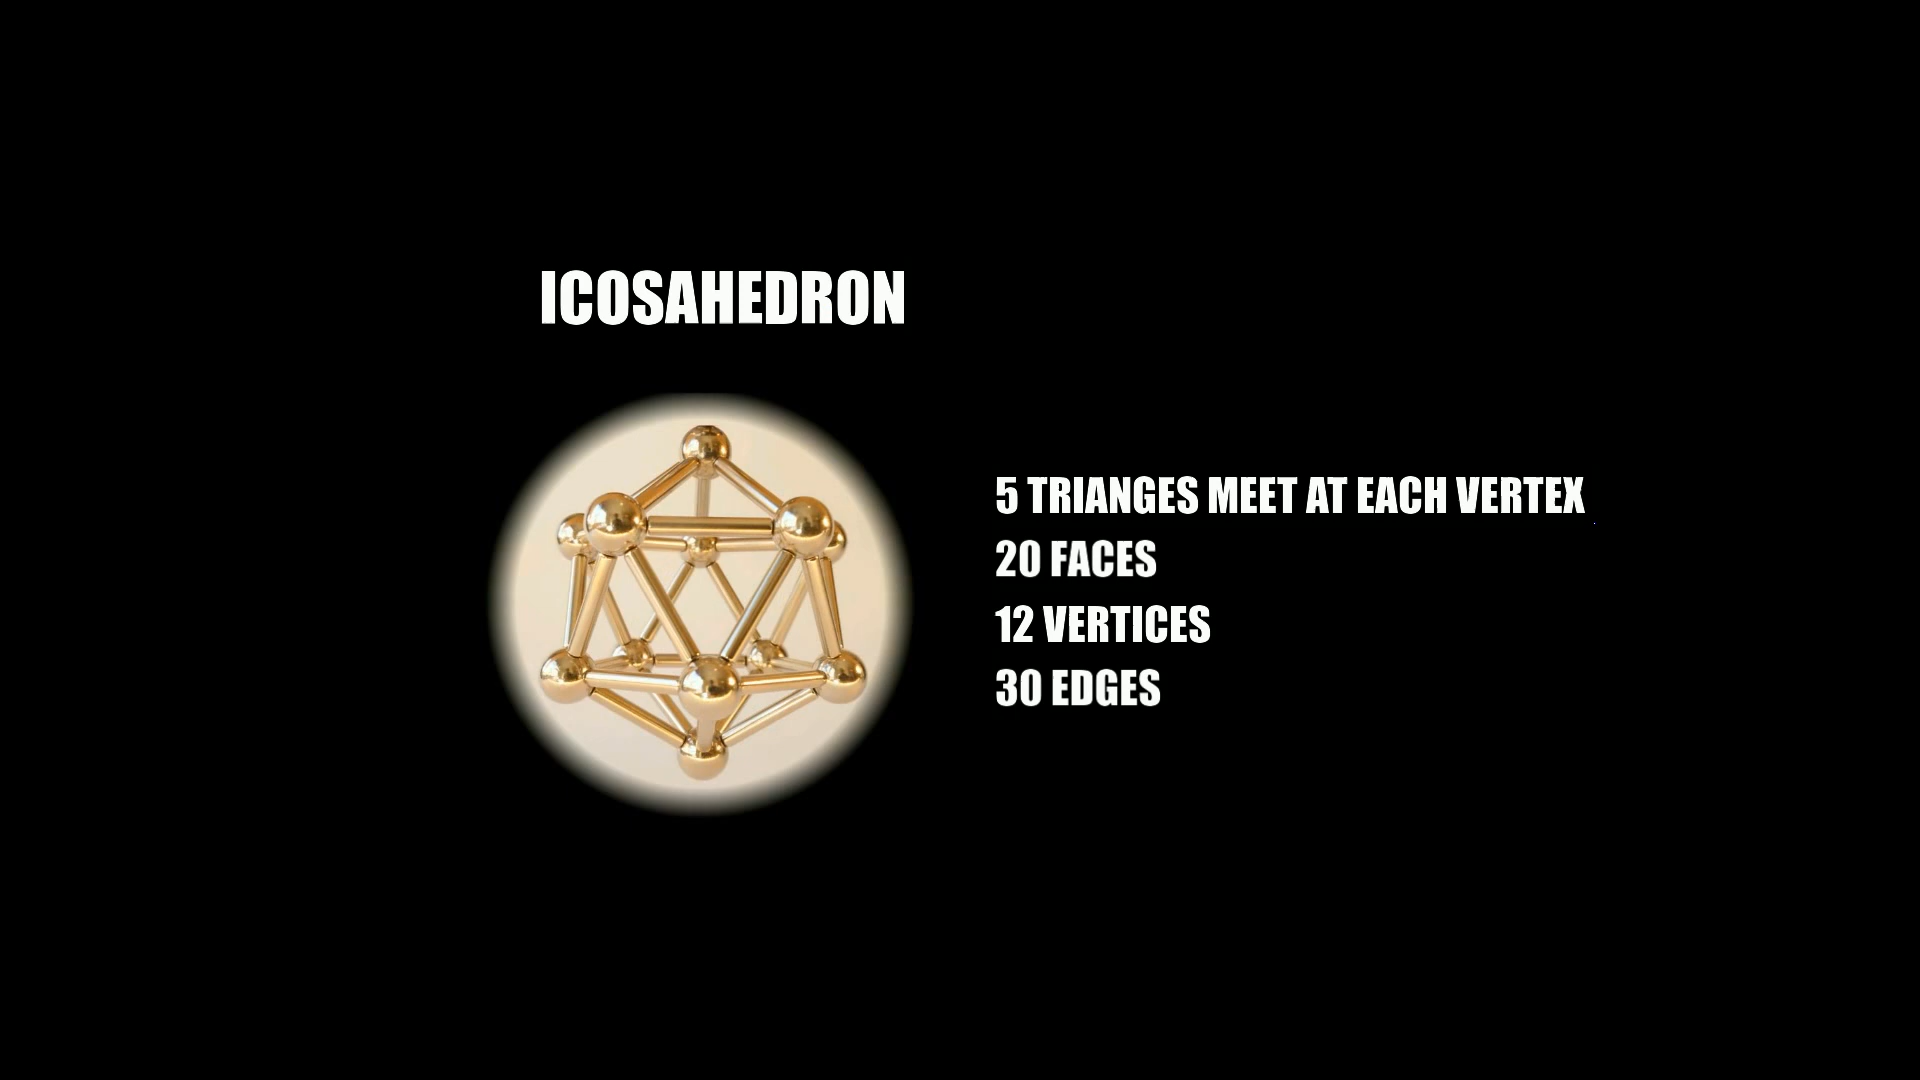 ICOSAHEDRON
5 TRIANGES MEET AT EACH VERTEX
20 FACES
12 VERTICES
30 EDGES